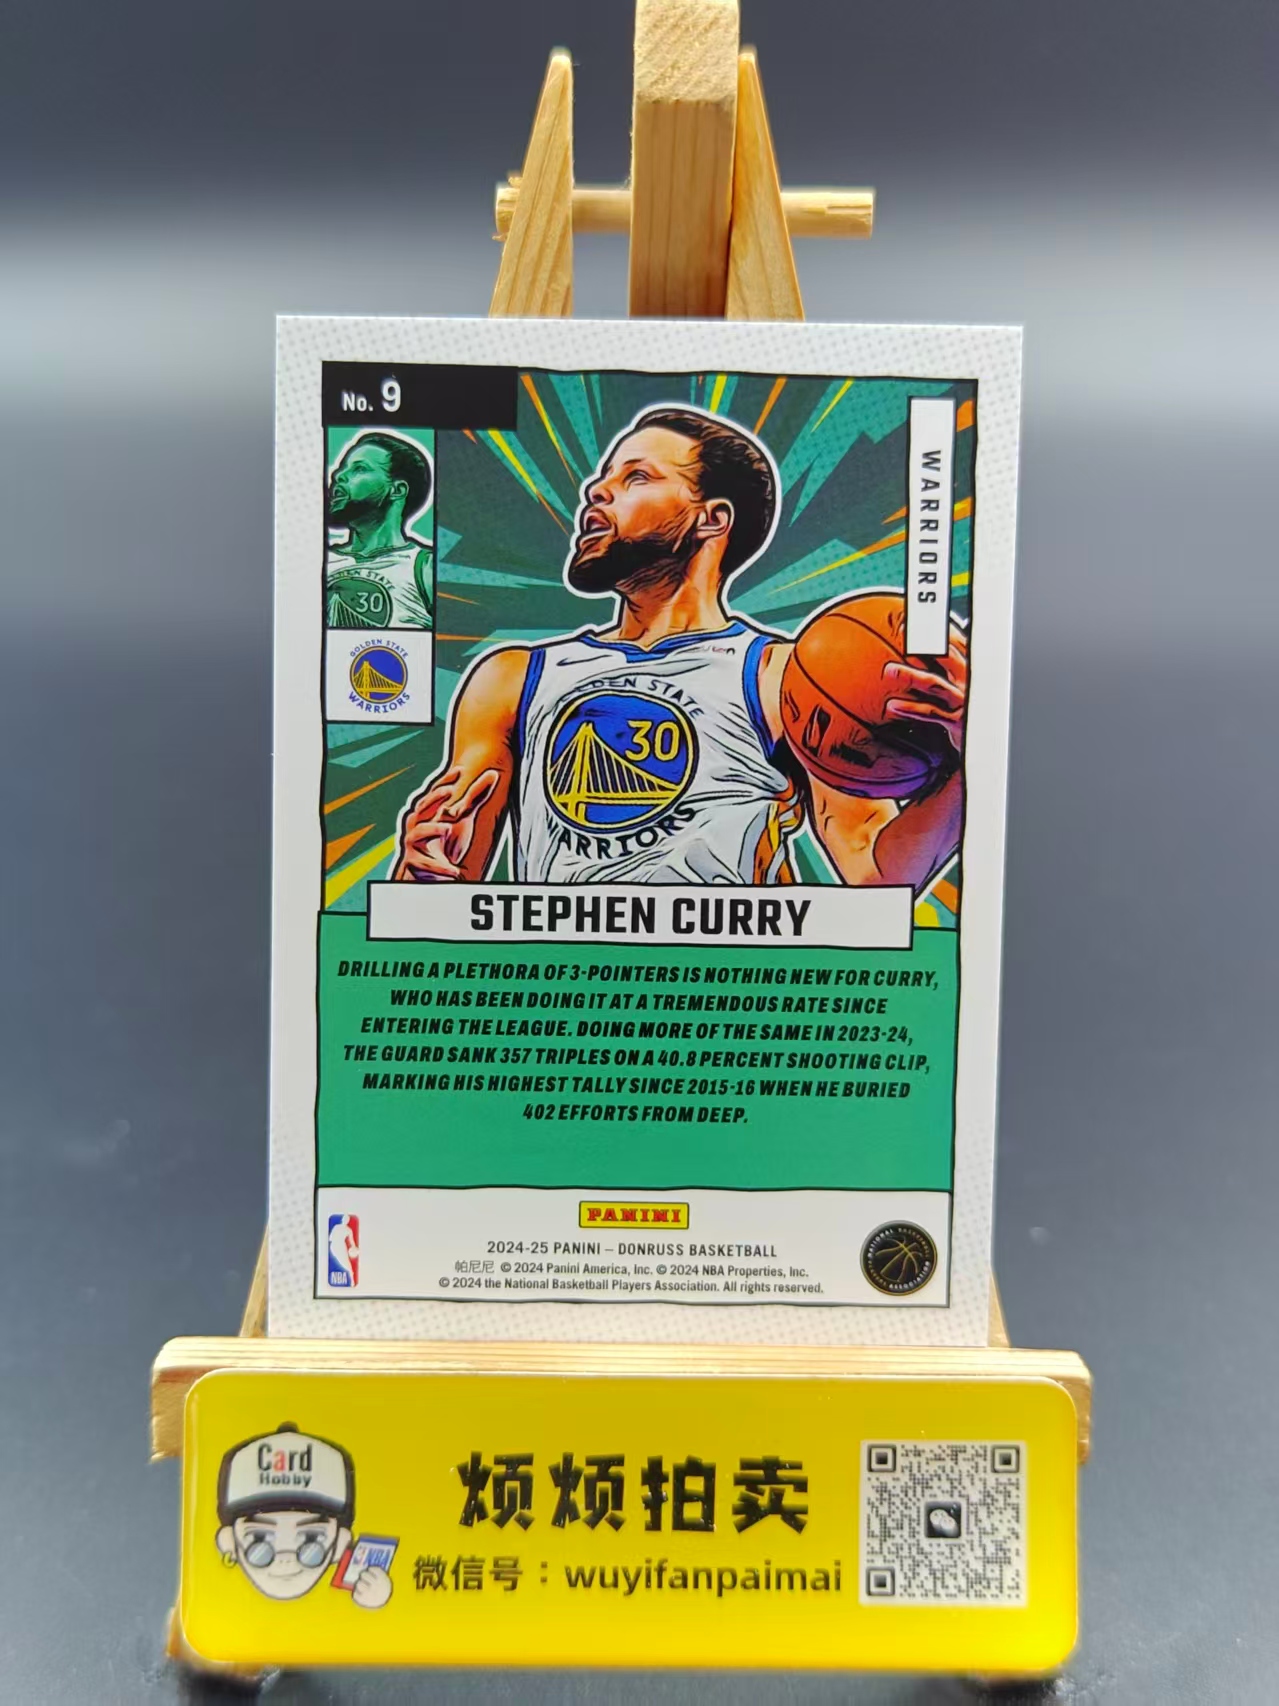 No. 9
WARRIORS
30
GOLDEN STATE
WARRIORS
GOLDEN STATE
30
WARRIORS
STEPHEN CURRY
DRILLING A PLETHORA OF 3-POINTERS IS NOTHING NEW FOR CURRY,
WHO HAS BEEN DOING IT AT A TREMENDOUS RATE SINCE
ENTERING THE LEAGUE. DOING MORE OF THE SAME IN 2023-24,
THE GUARD SANK 357 TRIPLES ON A 40.8 PERCENT SHOOTING CLIP,
MARKING HIS HIGHEST TALLY SINCE 2015-16 WHEN HE BURIED
402 EFFORTS FROM DEEP.
PANINI
2024-25 PANINI – DONRUSS BASKETBALL
帕尼尼 © 2024 Panini America, Inc. © 2024 NBA Properties, Inc.
© 2024 the National Basketball Players Association. All rights reserved.
NBA
NATIONAL BASKETBALL
PLAYERS ASSOCIATION
Card
Hobby
NBA
烦烦拍卖
微信号：wuyifanpaimai